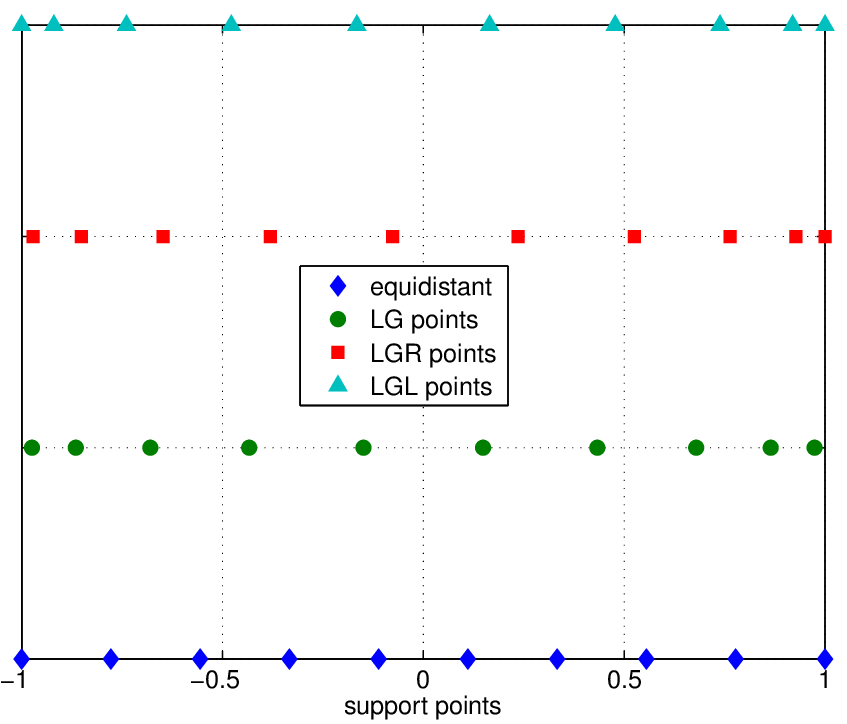 equidistant
LG points
LGR points
LGL points
−1 −0.5 0 0.5 1
support points